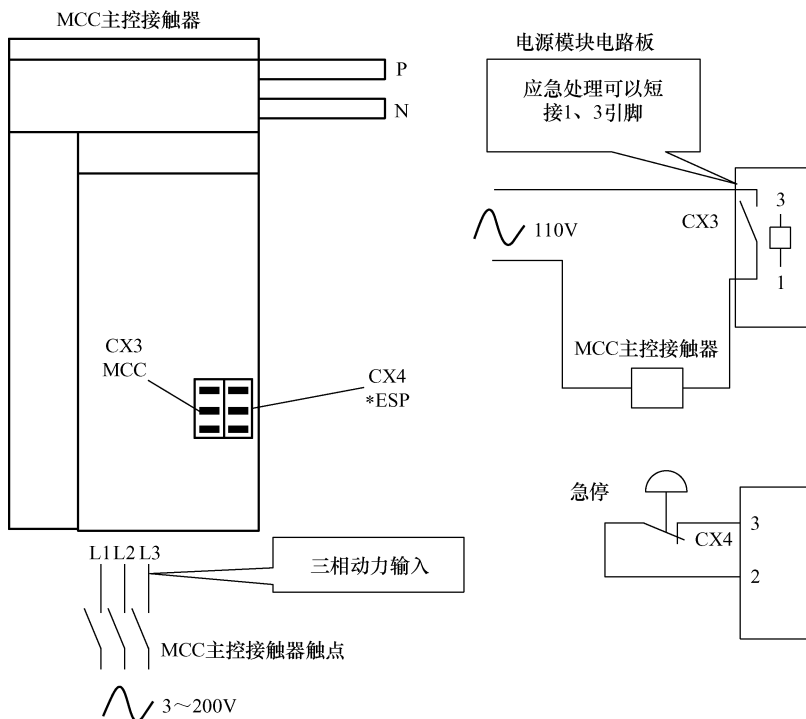 MCC主控接触器
P
N
CX3
MCC
CX4
*ESP
L1 L2 L3
三相动力输入
MCC主控接触器触点
3～200V
电源模块电路板
应急处理可以短
接1、3引脚
110V
CX3
3
1
MCC主控接触器
急停
CX4
3
2